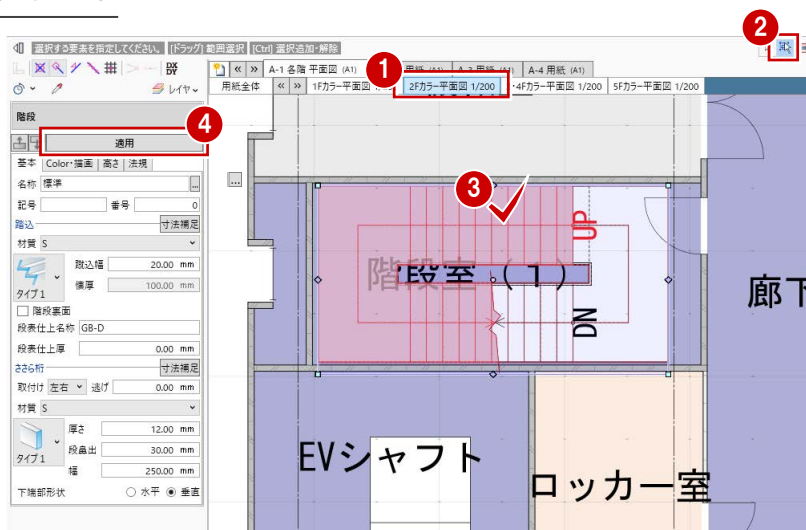 選択する要素を指定してください。 [ドラッグ] 範囲選択 [Ctrl] 選択追加・解除
2
レイヤ
« » A-1 各階 平面図 (A1) 用紙 (A1) 用紙 (A1) A-4 用紙 (A1)
1
用紙全体 « » 1Fカラー平面図 2Fカラー平面図 1/200 4Fカラー平面図 1/200 5Fカラー平面図 1/200
階段
4
適用
基本 Color・描画 高さ 法規
名称 標準 ...
記号 番号 0
踏込 寸法補足
材質 S
蹴込幅 20.00 mm
懐厚 100.00 mm
タイプ1
階段裏面
段表仕上名称 GB-D
段表仕上厚 0.00 mm
ささら桁 寸法補足
取付け 左右 逃げ 0.00 mm
材質 S
厚さ 12.00 mm
段鼻出 30.00 mm
タイプ1
幅 250.00 mm
下端部形状 水平 垂直
...
3
UP
階段室(1)
DN
廊下
EVシャフト
ロッカー室